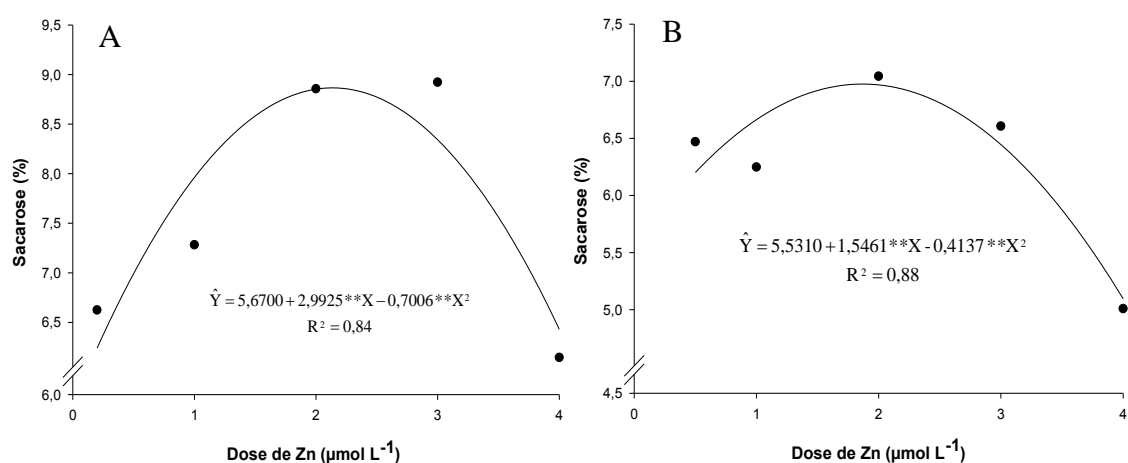 A
Sacarose (%)
9,5
9,0
8,5
8,0
7,5
7,0
6,5
6,0
Ŷ = 5,6700 + 2,9925 **X − 0,7006 **X²
R² = 0,84
0 1 2 3 4
Dose de Zn (µmol L⁻¹)
B
Sacarose (%)
7,5
7,0
6,5
6,0
5,5
5,0
4,5
Ŷ = 5,5310 + 1,5461 **X - 0,4137 **X²
R² = 0,88
0 1 2 3 4
Dose de Zn (µmol L⁻¹)